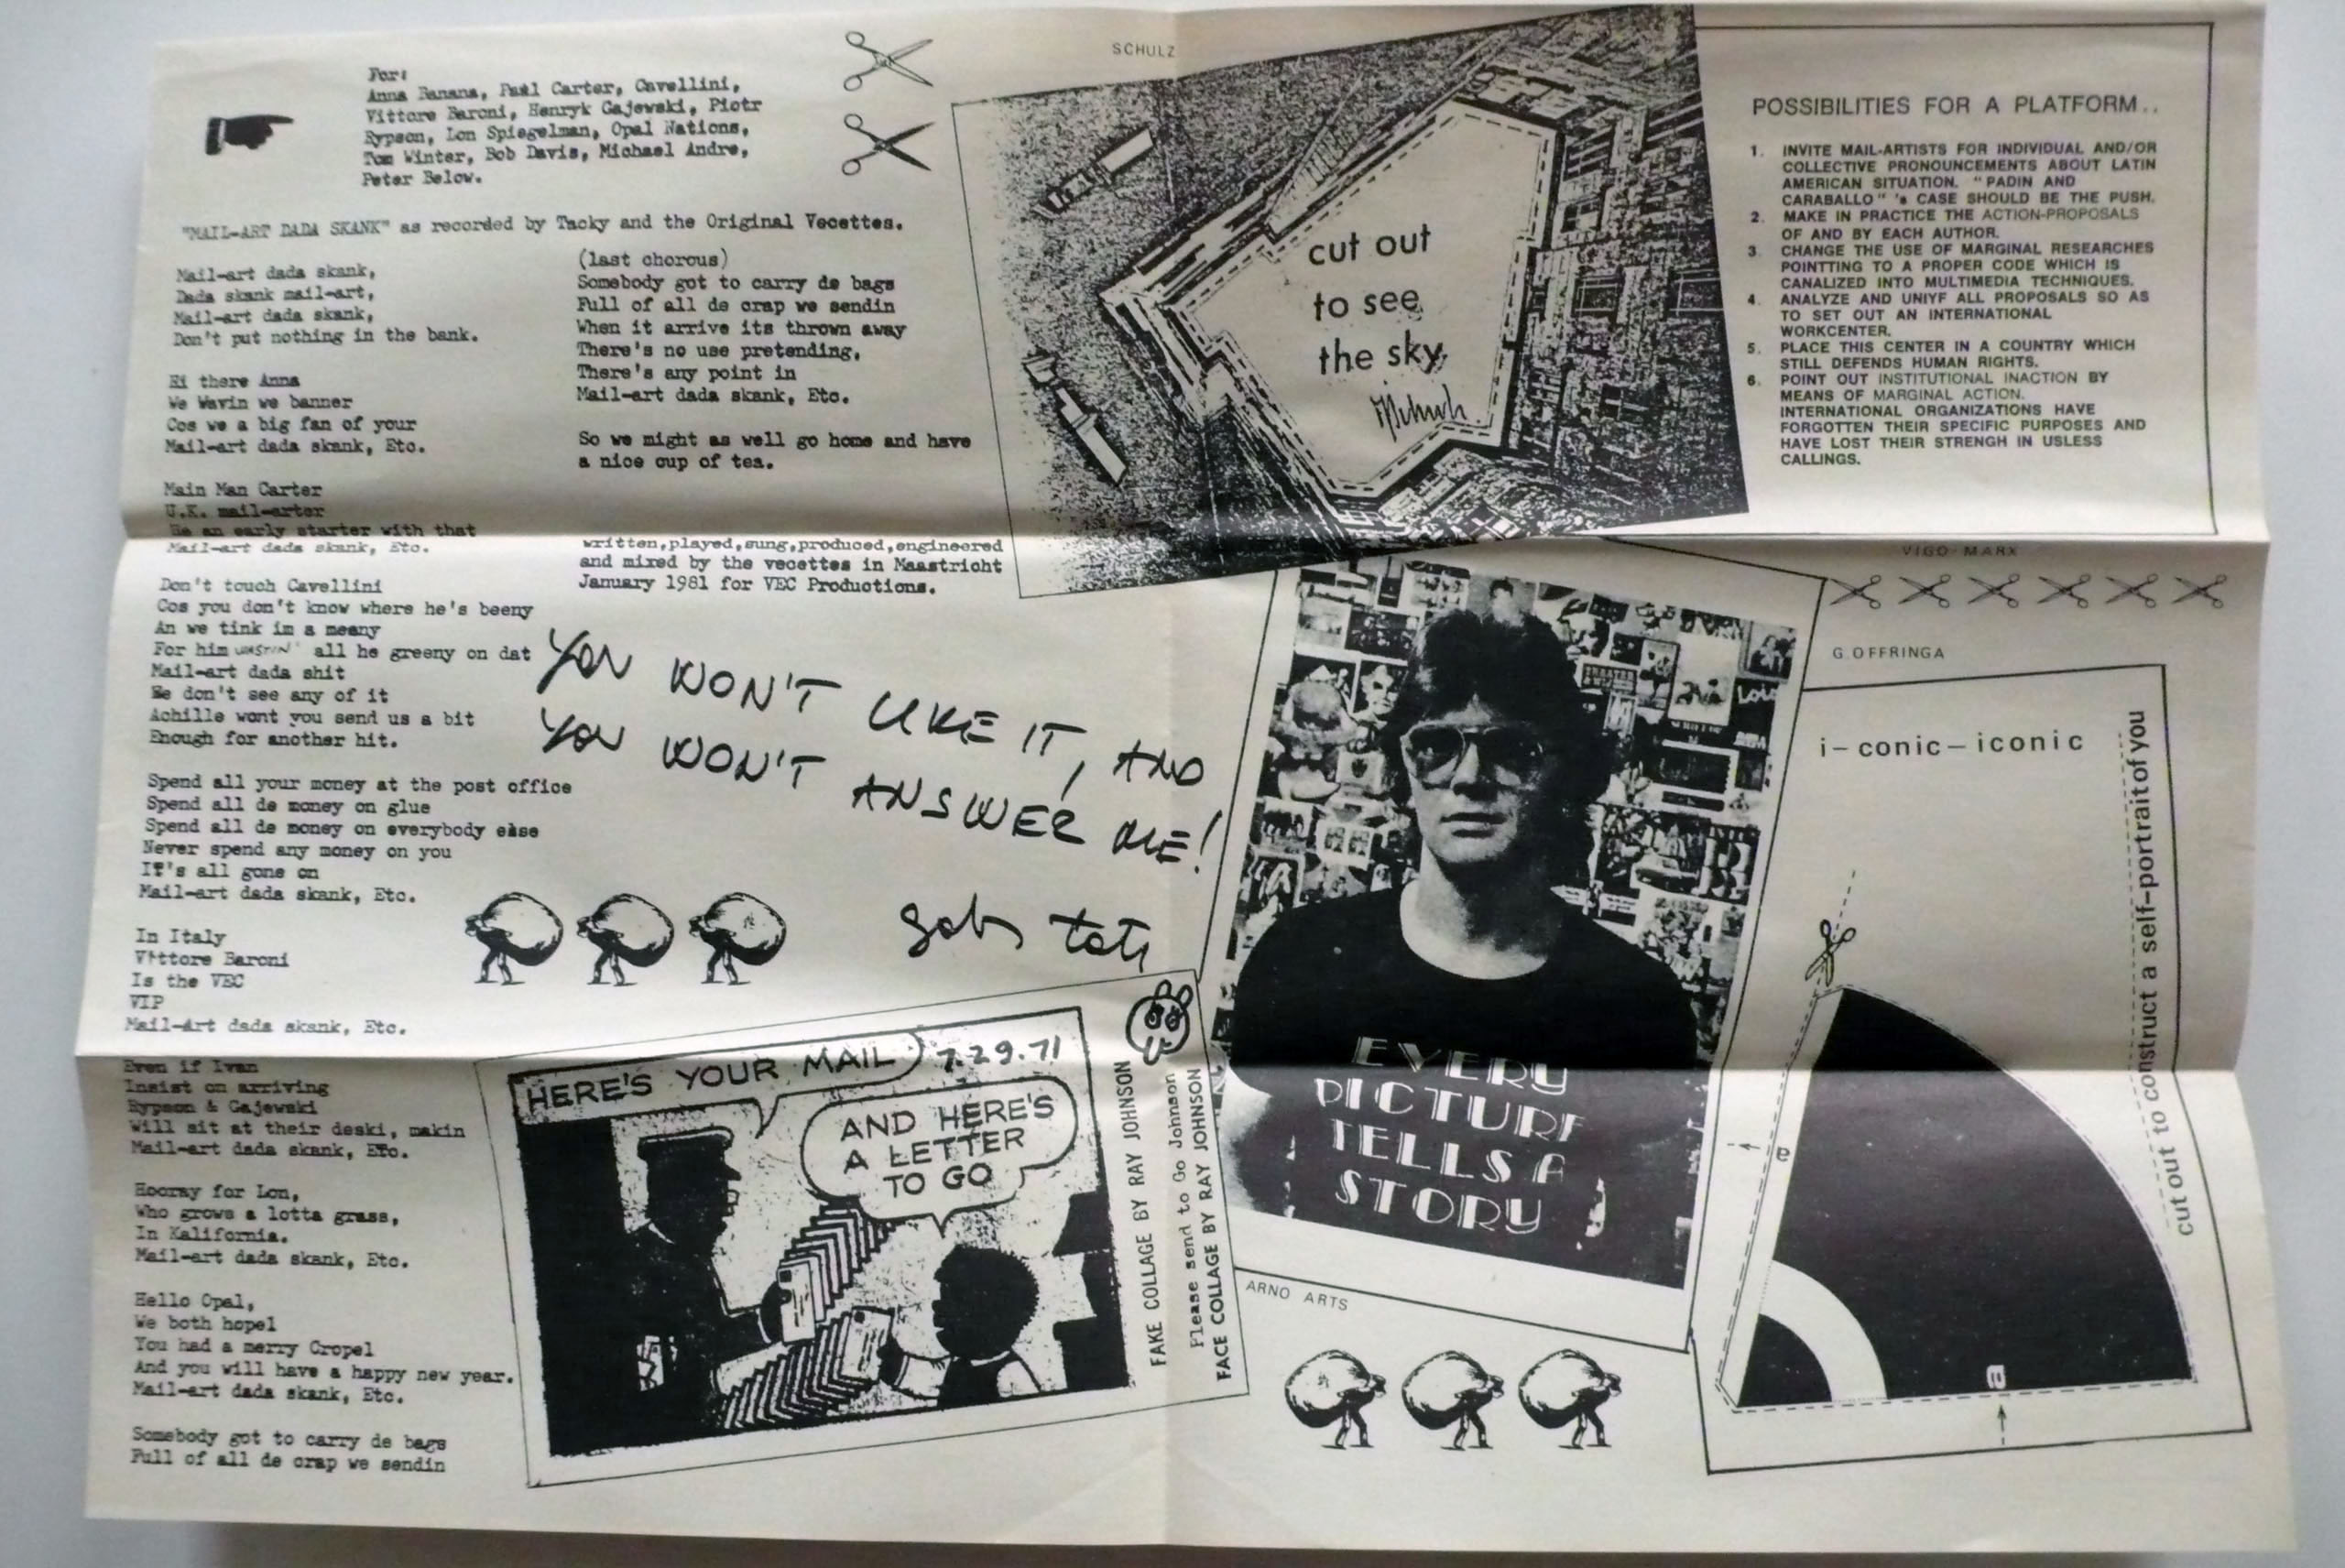 For:
Anna Banana, Paul Carter, Cavellini,
Vittore Baroni, Henryk Gajewski, Piotr
Rypson, Lon Spiegelman, Opal Nations,
Tom Winter, Bob Davis, Michael Andre,
Peter Below.
"MAIL-ART DADA SKANK" as recorded by Tacky and the Original Vecettes.
Mail-art dada skank,
Dada skank mail-art,
Mail-art dada skank,
Don't put nothing in the bank.
Hi there Anna
We Wavin we banner
Cos we a big fan of your
Mail-art dada skank, Etc.
Main Man Carter
U.K. mail-arter
He an early starter with that
Mail-art dada skank, Etc.
Don't touch Cavellini
Cos you don't know where he's beeny
An we tink im a meany
For him WASTIN' all he greeny on dat
Mail-art dada shit
He don't see any of it
Achille wont you send us a bit
Enough for another hit.
Spend all your money at the post office
Spend all de money on glue
Spend all de money on everybody else
Never spend any money on you
It's all gone on
Mail-art dada skank, Etc.
In Italy
Vittore Baroni
Is the VEC
VIP
Mail-Art dada skank, Etc.
Even if Ivan
Insist on arriving
Rypson & Gajewski
Will sit at their deski, makin
Mail-art dada skank, Etc.
Hooray for Lon,
Who grows a lotta grass,
In Kalifornia.
Mail-art dada skank, Etc.
Hello Opal,
We both hopel
You had a merry Cropel
And you will have a happy new year.
Mail-art dada skank, Etc.
Somebody got to carry de bags
Full of all de crap we sendin
(last chorous)
Somebody got to carry de bags
Full of all de crap we sendin
When it arrive its thrown away
There's no use pretending,
There's any point in
Mail-art dada skank, Etc.
So we might as well go home and have
a nice cup of tea.
written,played,sung,produced,engineered
and mixed by the vecettes in Maastricht
January 1981 for VEC Productions.
YOU WON'T LIKE IT, AND
YOU WON'T ANSWER ME!
HERE'S YOUR MAIL
7.29.71
AND HERE'S
A LETTER
TO GO
FAKE COLLAGE BY RAY JOHNSON
Please send to Go Johnson
FACE COLLAGE BY RAY JOHNSON
SCHULZ
cut out
to see
the sky
POSSIBILITIES FOR A PLATFORM..
1. INVITE MAIL-ARTISTS FOR INDIVIDUAL AND/OR
COLLECTIVE PRONOUNCEMENTS ABOUT LATIN
AMERICAN SITUATION. "PADIN AND
CARABALLO" 's CASE SHOULD BE THE PUSH.
2. MAKE IN PRACTICE THE ACTION-PROPOSALS
OF AND BY EACH AUTHOR.
3. CHANGE THE USE OF MARGINAL RESEARCHES
POINTTING TO A PROPER CODE WHICH IS
CANALIZED INTO MULTIMEDIA TECHNIQUES.
4. ANALYZE AND UNIYF ALL PROPOSALS SO AS
TO SET OUT AN INTERNATIONAL
WORKCENTER.
5. PLACE THIS CENTER IN A COUNTRY WHICH
STILL DEFENDS HUMAN RIGHTS.
6. POINT OUT INSTITUTIONAL INACTION BY
MEANS OF MARGINAL ACTION.
INTERNATIONAL ORGANIZATIONS HAVE
FORGOTTEN THEIR SPECIFIC PURPOSES AND
HAVE LOST THEIR STRENGH IN USLESS
CALLINGS.
VIGO-MARX
G. OFFRINGA
i-conic-iconic
cut out to construct a self-portrait of you
a
a
Lois
EVERY
PICTURE
TELLS A
STORY
ARNO ARTS